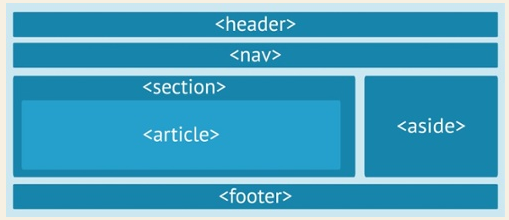 <header>
<nav>
<section>
<article>
<aside>
<footer>